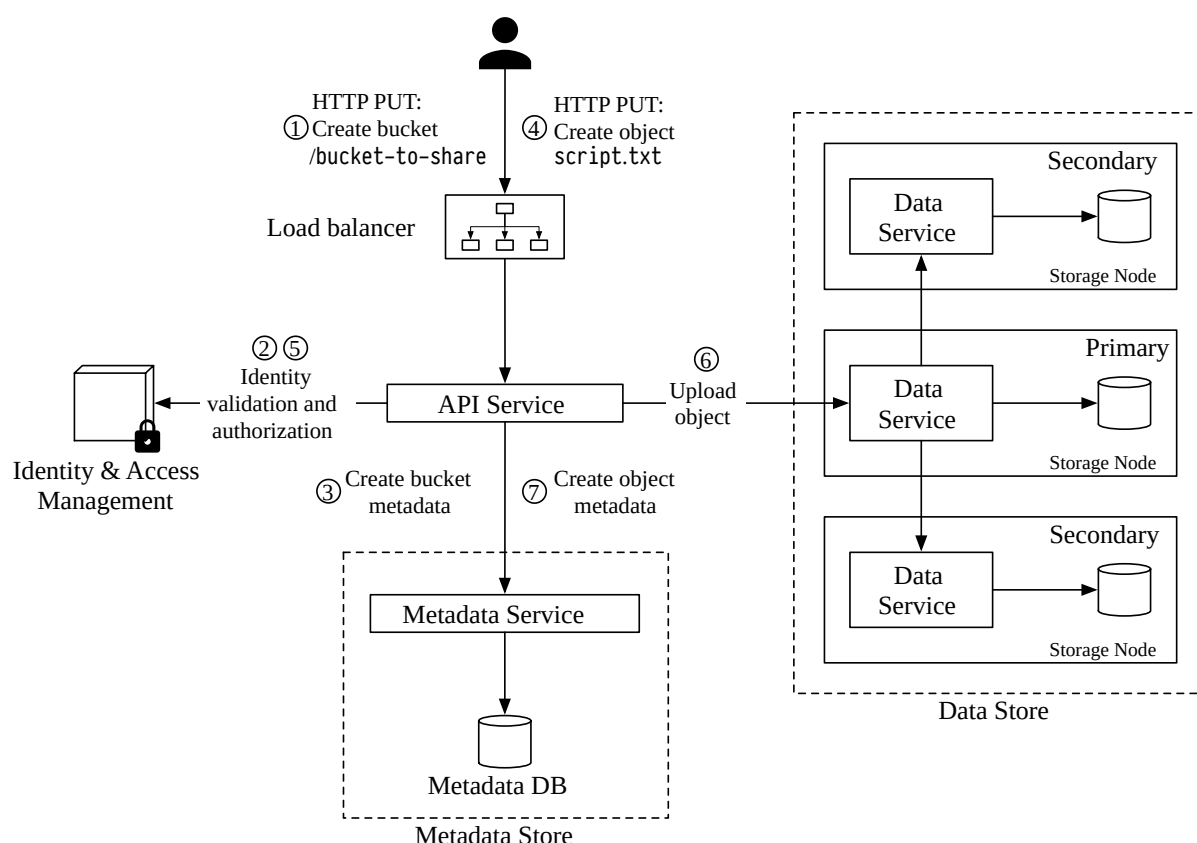 HTTP PUT:
① Create bucket
/bucket-to-share
HTTP PUT:
④ Create object
script.txt
Load balancer
② ⑤
Identity
validation and
authorization
Identity & Access
Management
API Service
⑥
Upload
object
③ Create bucket
metadata
⑦ Create object
metadata
Metadata Service
Metadata DB
Metadata Store
Secondary
Data
Service
Storage Node
Primary
Data
Service
Storage Node
Secondary
Data
Service
Storage Node
Data Store